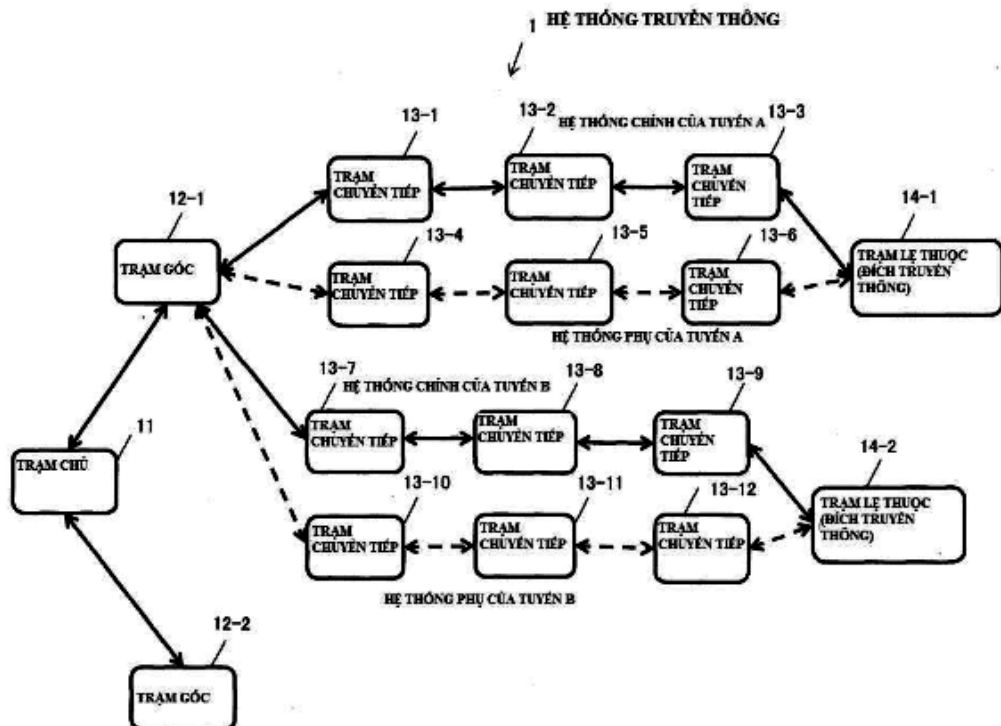 1 HỆ THỐNG TRUYỀN THÔNG
13-1
13-2
HỆ THỐNG CHÍNH CỦA TUYẾN A
13-3
TRẠM
CHUYỂN TIẾP
TRẠM
CHUYỂN TIẾP
TRẠM
CHUYỂN
TIẾP
12-1
TRẠM GỐC
13-4
13-5
13-6
14-1
TRẠM
CHUYỂN TIẾP
TRẠM
CHUYỂN TIẾP
TRẠM
CHUYỂN
TIẾP
TRẠM LỆ THUỘC
(ĐÍCH TRUYỀN
THÔNG)
HỆ THỐNG PHỤ CỦA TUYẾN A
13-7
HỆ THỐNG CHÍNH CỦA TUYẾN B
13-8
13-9
TRẠM
CHUYỂN TIẾP
TRẠM
CHUYỂN TIẾP
TRẠM
CHUYỂN
TIẾP
11
TRẠM CHỦ
13-10
13-11
13-12
14-2
TRẠM
CHUYỂN TIẾP
TRẠM
CHUYỂN TIẾP
TRẠM
CHUYỂN TIẾP
TRẠM LỆ THUỘC
(ĐÍCH TRUYỀN
THÔNG)
HỆ THỐNG PHỤ CỦA TUYẾN B
12-2
TRẠM GỐC